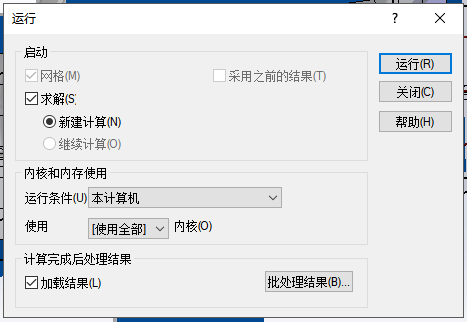 运行
启动
网格(M)
采用之前的结果(T)
求解(S)
新建计算(N)
继续计算(O)
运行(R)
关闭(C)
帮助(H)
内核和内存使用
运行条件(U) 本计算机
使用 [使用全部] 内核(O)
计算完成后处理结果
加载结果(L)
批处理结果(B)...